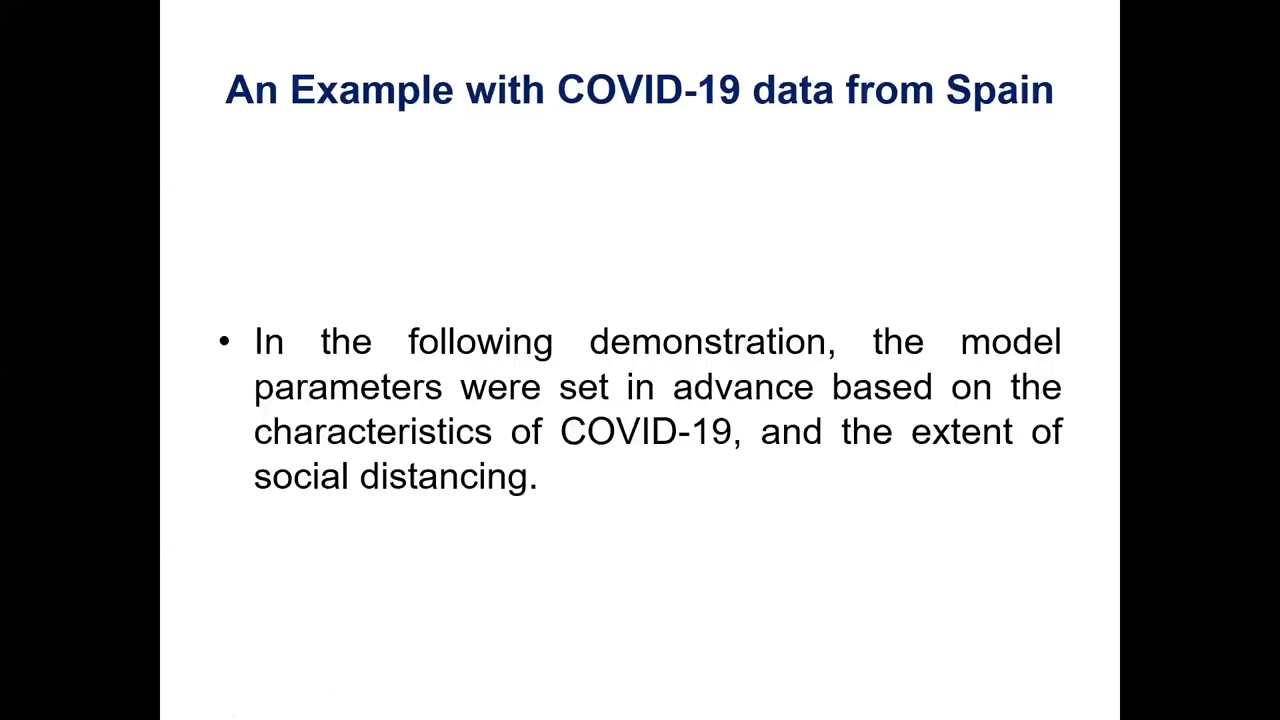 An Example with COVID-19 data from Spain
• In the following demonstration, the model
parameters were set in advance based on the
characteristics of COVID-19, and the extent of
social distancing.